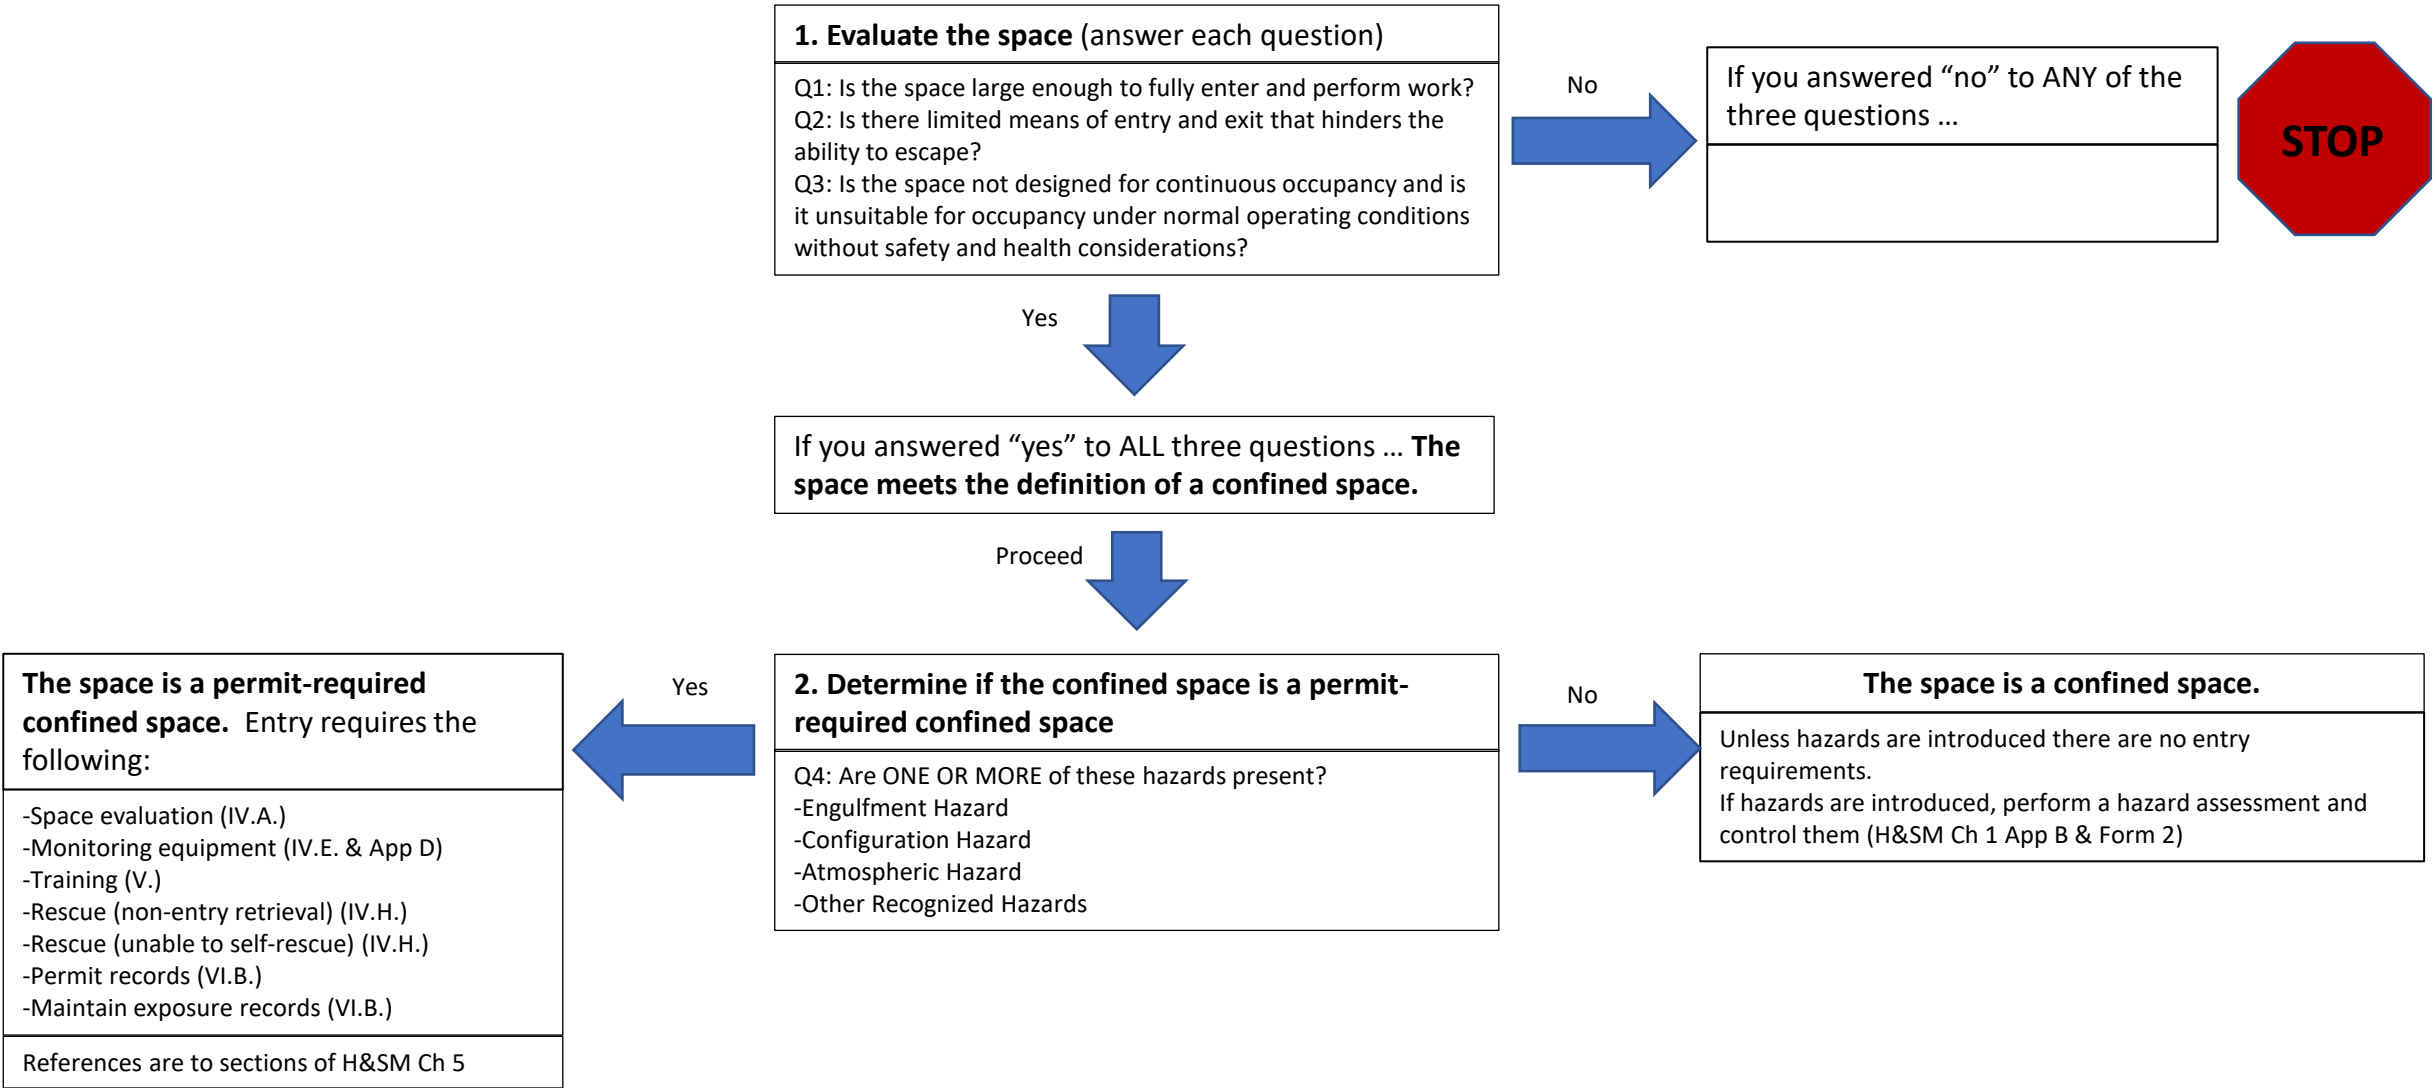 1. Evaluate the space (answer each question)
Q1: Is the space large enough to fully enter and perform work?
Q2: Is there limited means of entry and exit that hinders the
ability to escape?
Q3: Is the space not designed for continuous occupancy and is
it unsuitable for occupancy under normal operating conditions
without safety and health considerations?
No
If you answered “no” to ANY of the
three questions …
STOP
Yes
If you answered “yes” to ALL three questions … The
space meets the definition of a confined space.
Proceed
The space is a permit-required
confined space.  Entry requires the
following:
-Space evaluation (IV.A.)
-Monitoring equipment (IV.E. & App D)
-Training (V.)
-Rescue (non-entry retrieval) (IV.H.)
-Rescue (unable to self-rescue) (IV.H.)
-Permit records (VI.B.)
-Maintain exposure records (VI.B.)
References are to sections of H&SM Ch 5
Yes
2. Determine if the confined space is a permit-
required confined space
Q4: Are ONE OR MORE of these hazards present?
-Engulfment Hazard
-Configuration Hazard
-Atmospheric Hazard
-Other Recognized Hazards
No
The space is a confined space.
Unless hazards are introduced there are no entry
requirements.
If hazards are introduced, perform a hazard assessment and
control them (H&SM Ch 1 App B & Form 2)